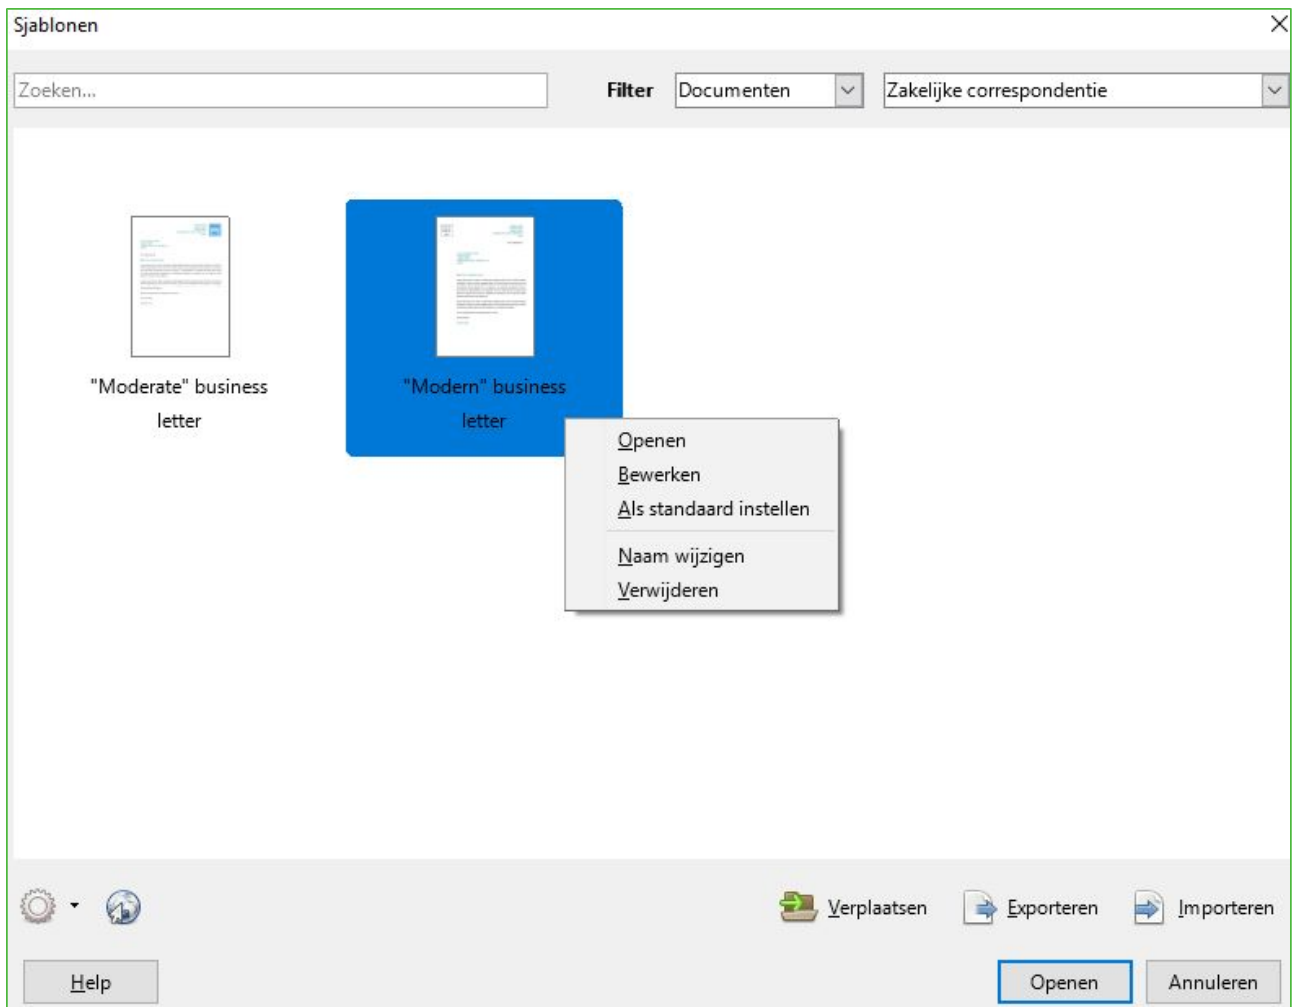 Sjablonen
Zoeken...
Filter
Documenten
Zakelijke correspondentie
"Moderate" business
letter
"Modern" business
letter
Openen
Bewerken
Als standaard instellen
Naam wijzigen
Verwijderen
Verplaatsen
Exporteren
Importeren
Help
Openen
Annuleren